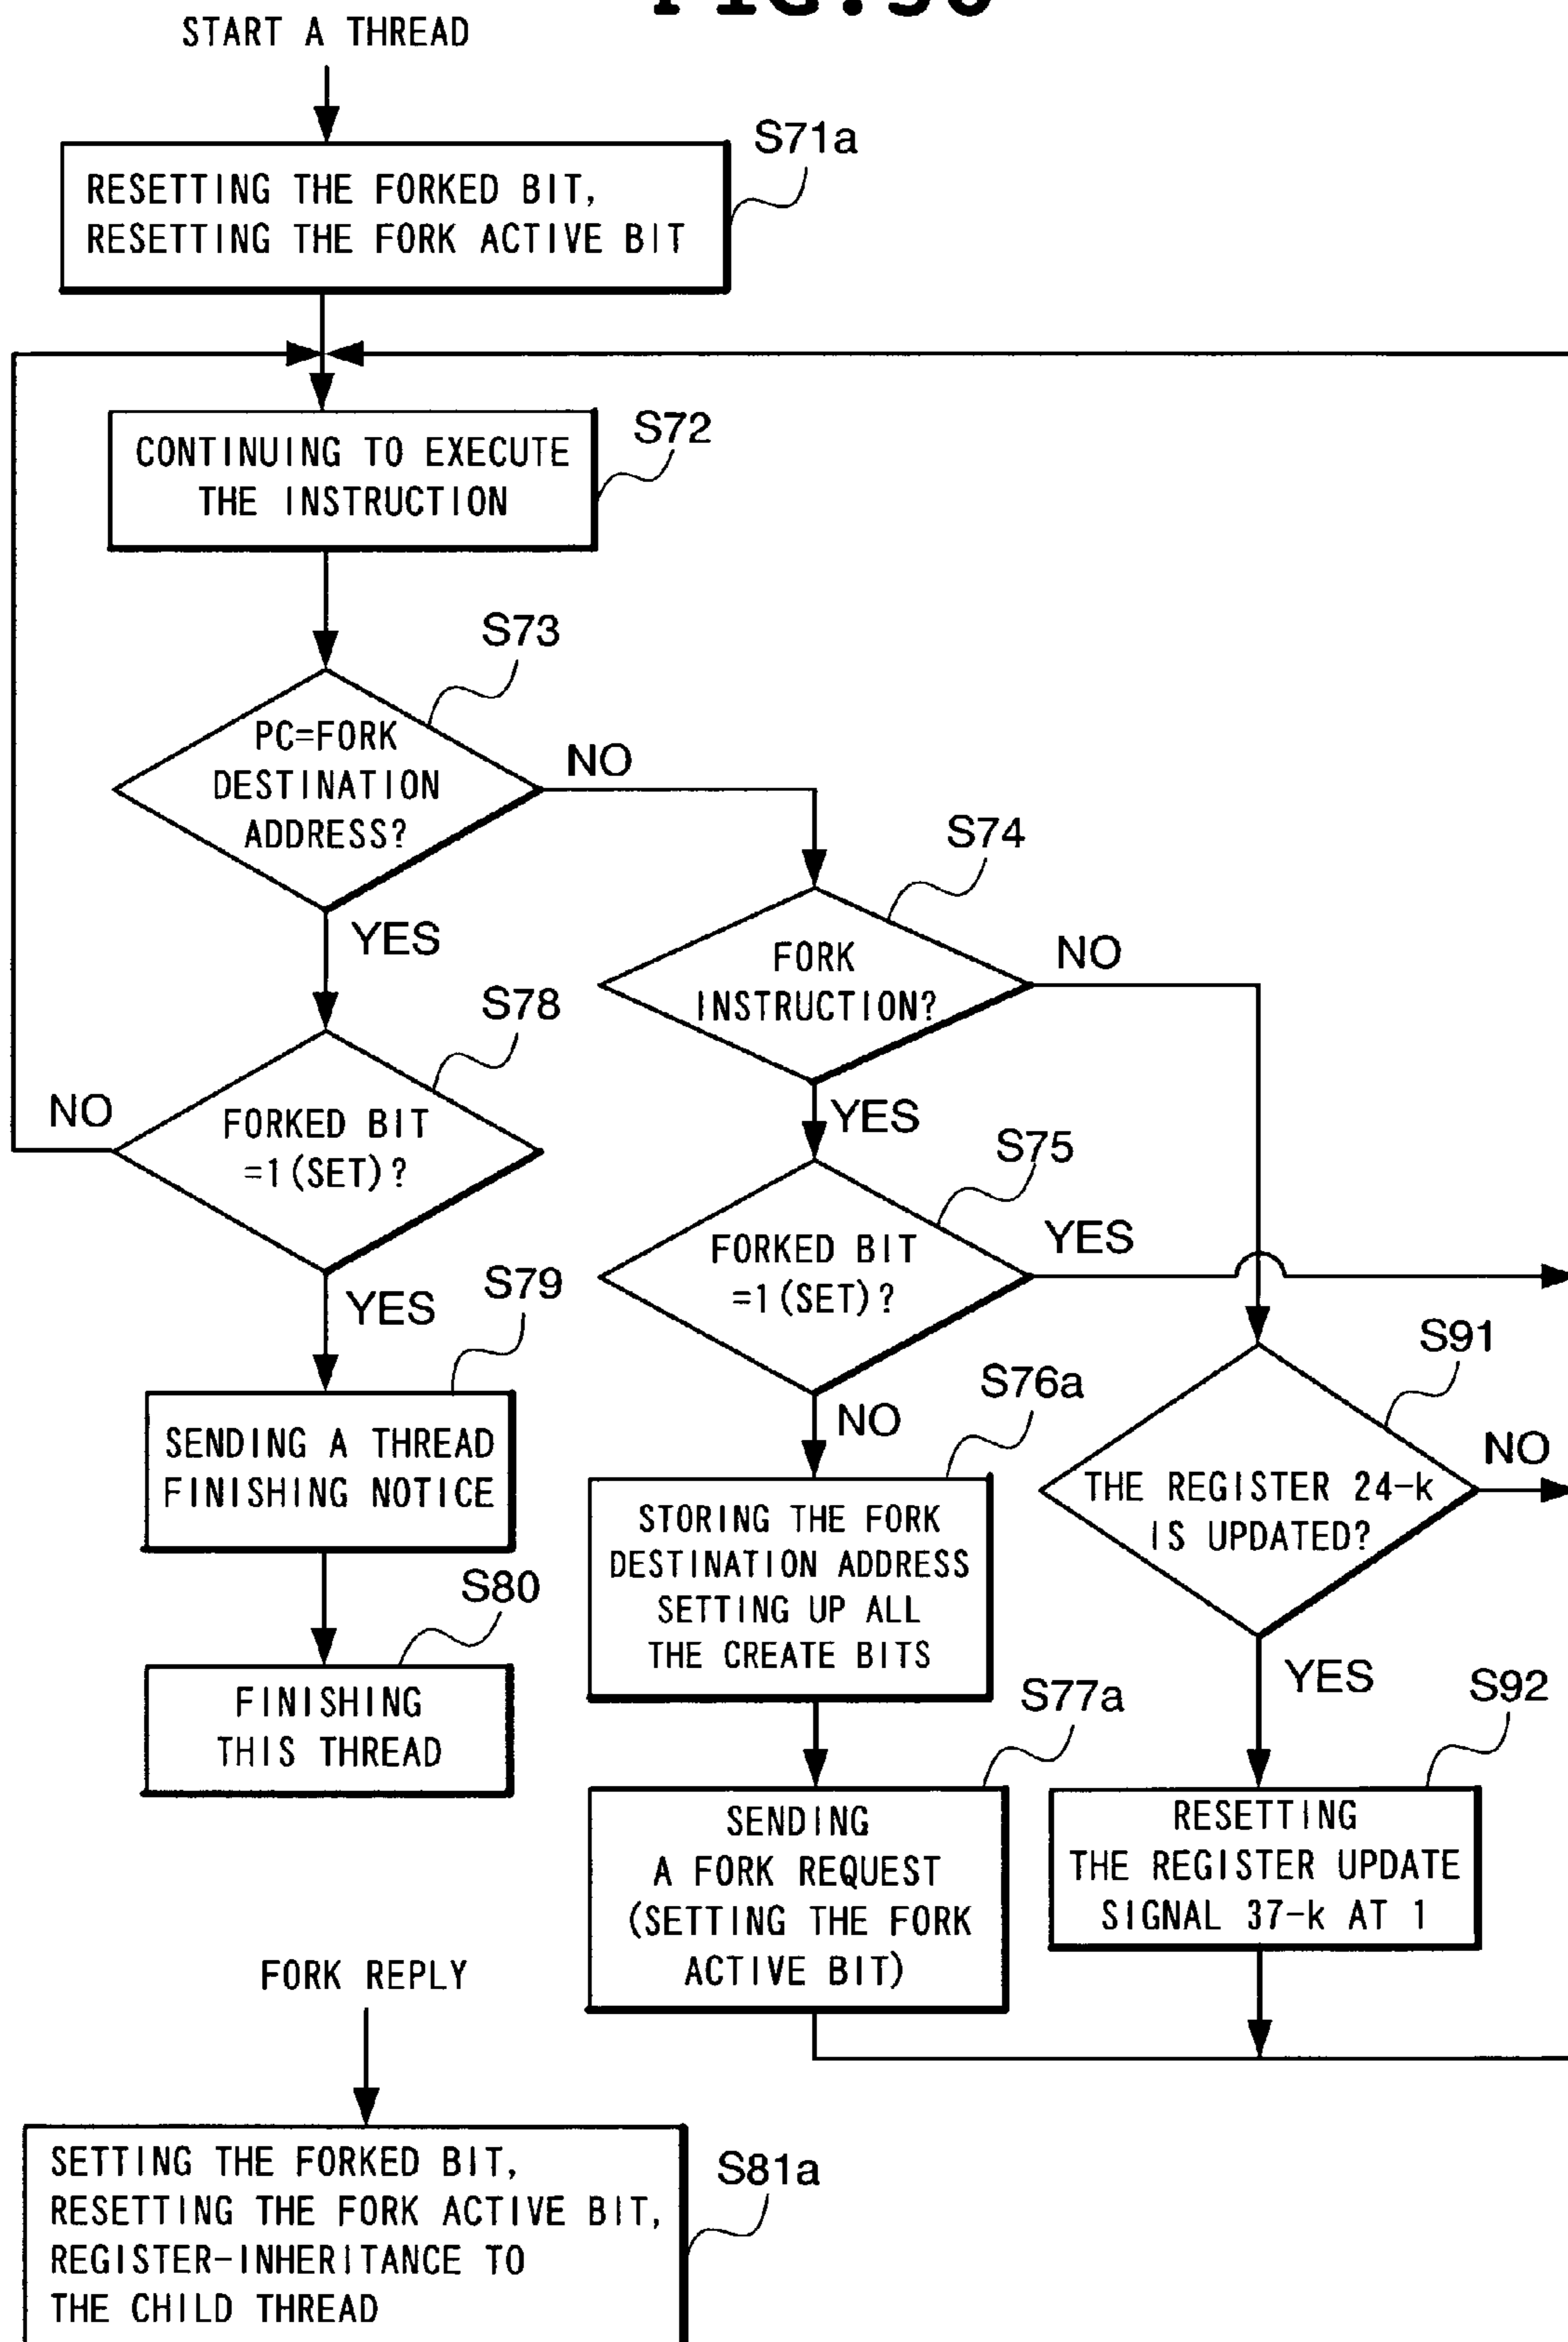 START A THREAD
S71a
RESETTING THE FORKED BIT,
RESETTING THE FORK ACTIVE BIT
S72
CONTINUING TO EXECUTE
THE INSTRUCTION
S73
PC=FORK
DESTINATION
ADDRESS?
NO
YES
S74
FORK
INSTRUCTION?
NO
YES
S78
FORKED BIT
=1(SET)?
NO
YES
S75
FORKED BIT
=1(SET)?
YES
NO
S79
SENDING A THREAD
FINISHING NOTICE
S80
FINISHING
THIS THREAD
S76a
STORING THE FORK
DESTINATION ADDRESS
SETTING UP ALL
THE CREATE BITS
S91
THE REGISTER 24-k
IS UPDATED?
NO
YES
S77a
SENDING
A FORK REQUEST
(SETTING THE FORK
ACTIVE BIT)
S92
RESETTING
THE REGISTER UPDATE
SIGNAL 37-k AT 1
FORK REPLY
S81a
SETTING THE FORKED BIT,
RESETTING THE FORK ACTIVE BIT,
REGISTER-INHERITANCE TO
THE CHILD THREAD